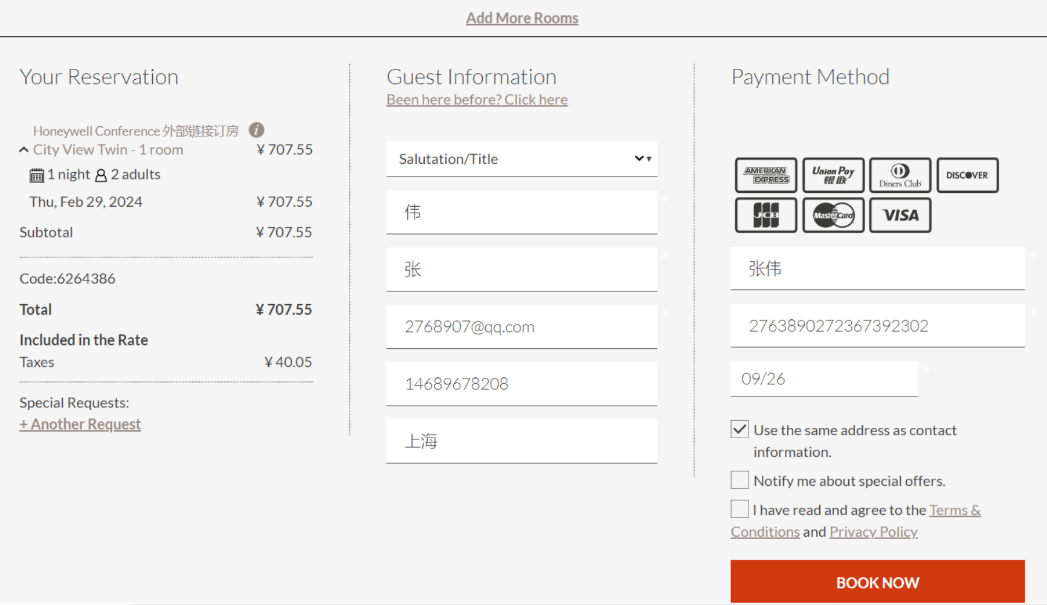 Add More Rooms
Your Reservation
Honeywell Conference 外部链接订房 i
City View Twin - 1 room ¥ 707.55
1 night 2 adults
Thu, Feb 29, 2024 ¥ 707.55
Subtotal ¥ 707.55
Code:6264386
Total ¥ 707.55
Included in the Rate
Taxes ¥ 40.05
Special Requests:
+ Another Request
Guest Information
Been here before? Click here
Salutation/Title
伟
张
2768907@qq.com
14689678208
上海
Payment Method
AMERICAN EXPRESS
Union Pay 银联
Diners Club
DISCOVER
JCB
MasterCard
VISA
张伟
2763890272367392302
09/26
Use the same address as contact
information.
Notify me about special offers.
I have read and agree to the Terms &
Conditions and Privacy Policy
BOOK NOW